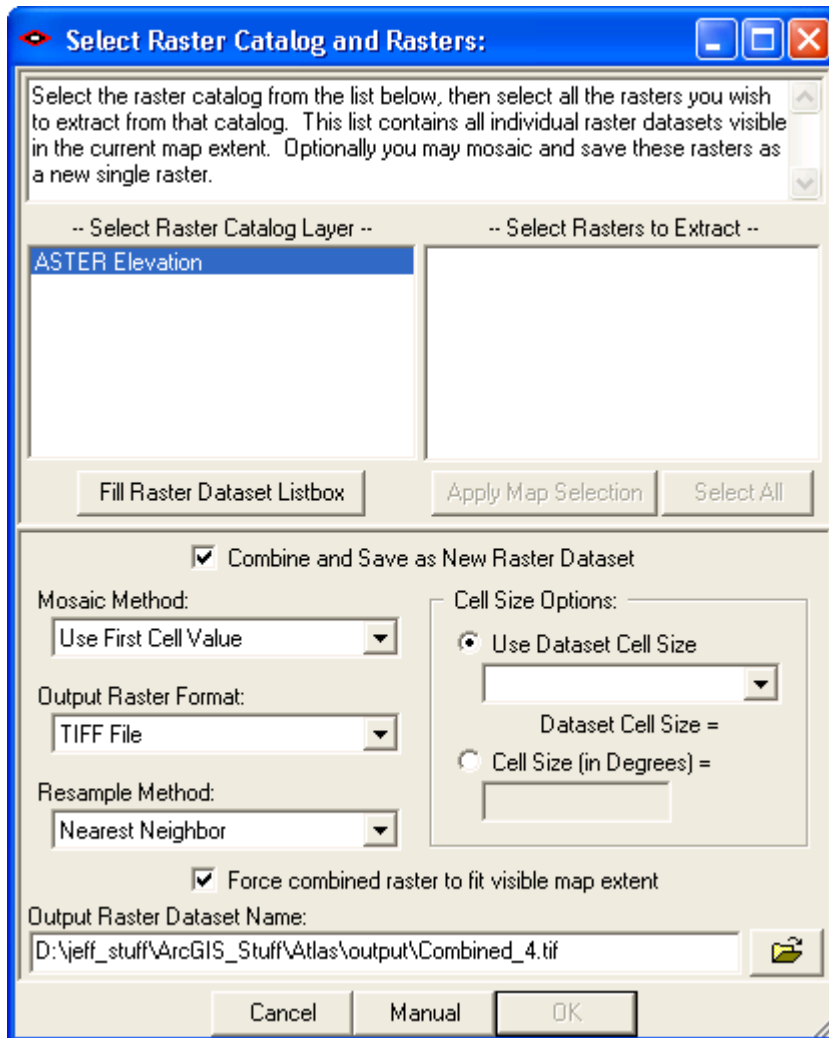 Select Raster Catalog and Rasters:
Select the raster catalog from the list below, then select all the rasters you wish
to extract from that catalog.  This list contains all individual raster datasets visible
in the current map extent.  Optionally you may mosaic and save these rasters as
a new single raster.
-- Select Raster Catalog Layer --
-- Select Rasters to Extract --
ASTER Elevation
Fill Raster Dataset Listbox
Apply Map Selection
Select All
Combine and Save as New Raster Dataset
Mosaic Method:
Use First Cell Value
Output Raster Format:
TIFF File
Resample Method:
Nearest Neighbor
Cell Size Options:
Use Dataset Cell Size
Dataset Cell Size =
Cell Size (in Degrees) =
Force combined raster to fit visible map extent
Output Raster Dataset Name:
D:\jeff_stuff\ArcGIS_Stuff\Atlas\output\Combined_4.tif
Cancel
Manual
OK